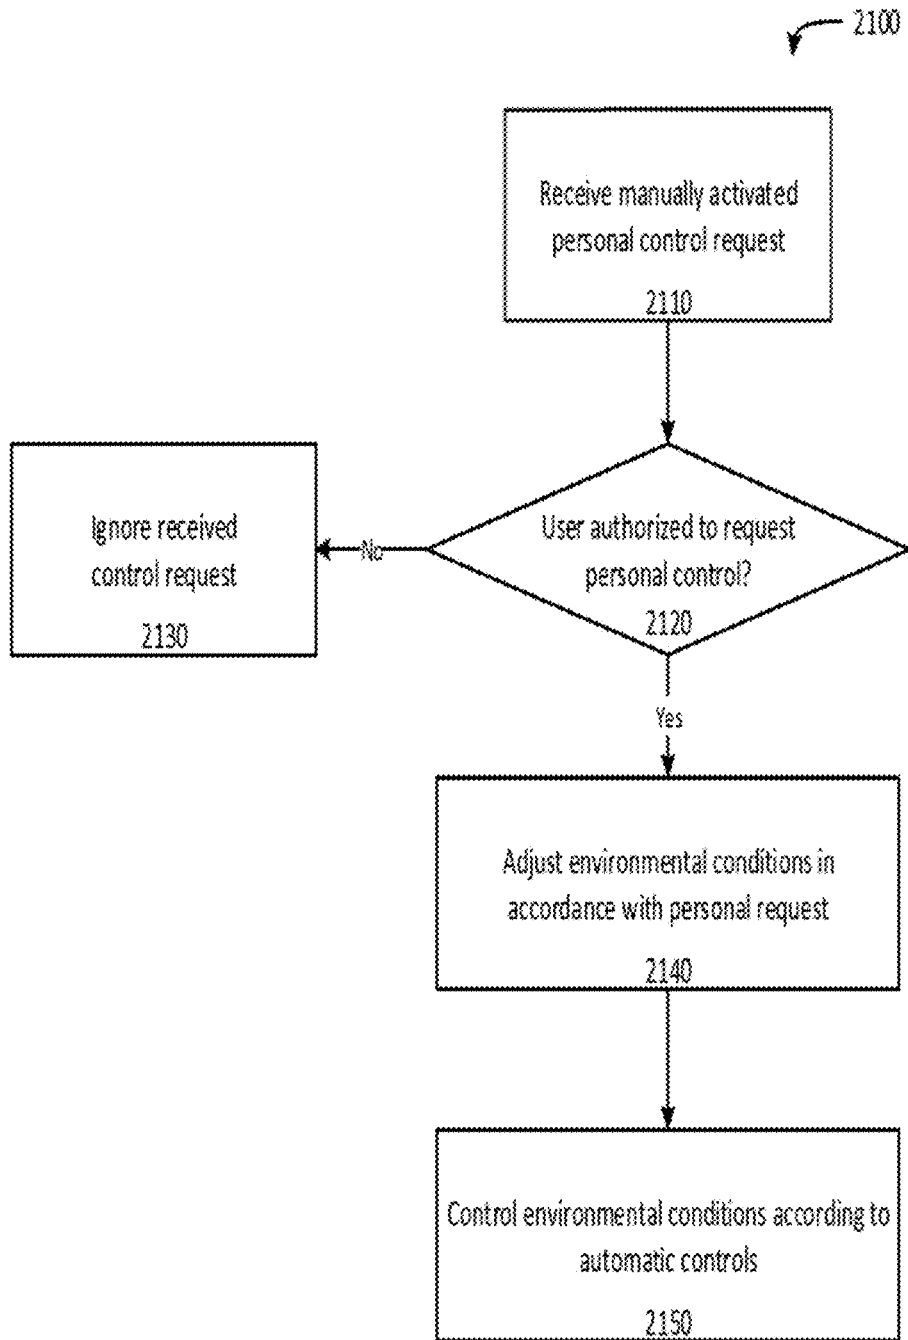 2100
Receive manually activated
personal control request
2110
User authorized to request
personal control?
2120
No
Ignore received
control request
2130
Yes
Adjust environmental conditions in
accordance with personal request
2140
Control environmental conditions according to
automatic controls
2150